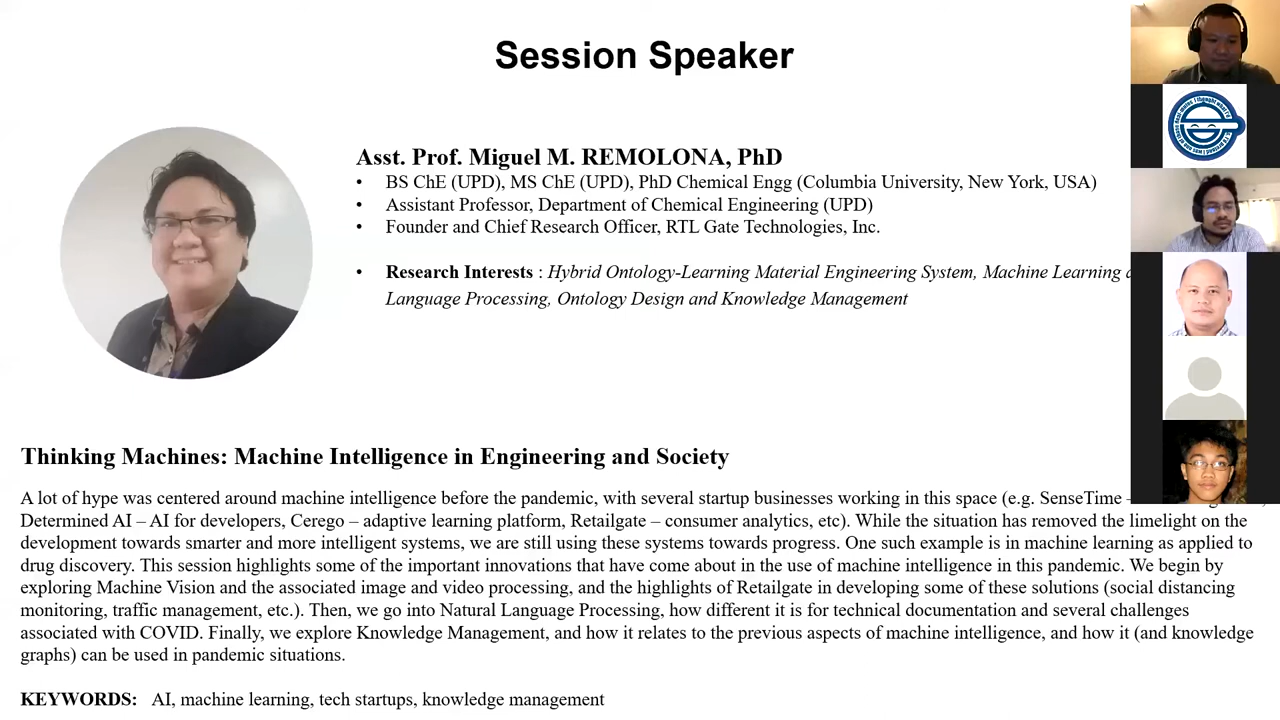 Session Speaker
Asst. Prof. Miguel M. REMOLONA, PhD
• BS ChE (UPD), MS ChE (UPD), PhD Chemical Engg (Columbia University, New York, USA)
• Assistant Professor, Department of Chemical Engineering (UPD)
• Founder and Chief Research Officer, RTL Gate Technologies, Inc.
• Research Interests : Hybrid Ontology-Learning Material Engineering System, Machine Learning
Language Processing, Ontology Design and Knowledge Management
Thinking Machines: Machine Intelligence in Engineering and Society
A lot of hype was centered around machine intelligence before the pandemic, with several startup businesses working in this space (e.g. SenseTime –
Determined AI – AI for developers, Cerego – adaptive learning platform, Retailgate – consumer analytics, etc). While the situation has removed the limelight on the
development towards smarter and more intelligent systems, we are still using these systems towards progress. One such example is in machine learning as applied to
drug discovery. This session highlights some of the important innovations that have come about in the use of machine intelligence in this pandemic. We begin by
exploring Machine Vision and the associated image and video processing, and the highlights of Retailgate in developing some of these solutions (social distancing
monitoring, traffic management, etc.). Then, we go into Natural Language Processing, how different it is for technical documentation and several challenges
associated with COVID. Finally, we explore Knowledge Management, and how it relates to the previous aspects of machine intelligence, and how it (and knowledge
graphs) can be used in pandemic situations.
KEYWORDS: AI, machine learning, tech startups, knowledge management